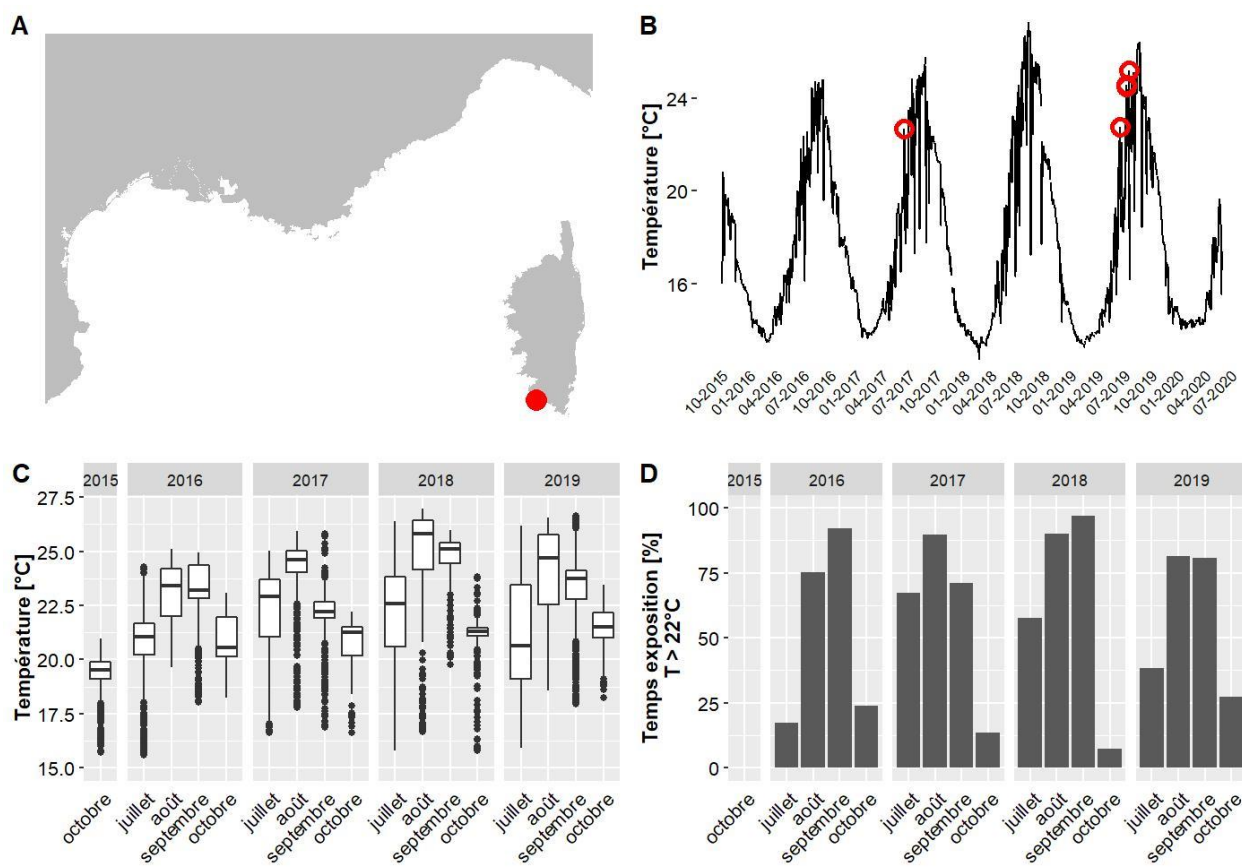 A
B
Température [°C]
24
20
16
10-2015
01-2016
04-2016
07-2016
10-2016
01-2017
04-2017
07-2017
10-2017
01-2018
04-2018
07-2018
10-2018
01-2019
04-2019
07-2019
10-2019
01-2020
04-2020
07-2020
C
2015
2016
2017
2018
2019
Température [°C]
27.5
25.0
22.5
20.0
17.5
15.0
octobre
juillet
août
septembre
octobre
juillet
août
septembre
octobre
juillet
août
septembre
octobre
juillet
août
septembre
octobre
D
2015
2016
2017
2018
2019
Temps exposition [%]
T > 22°C
100
75
50
25
0
octobre
juillet
août
septembre
octobre
juillet
août
septembre
octobre
juillet
août
septembre
octobre
juillet
août
septembre
octobre